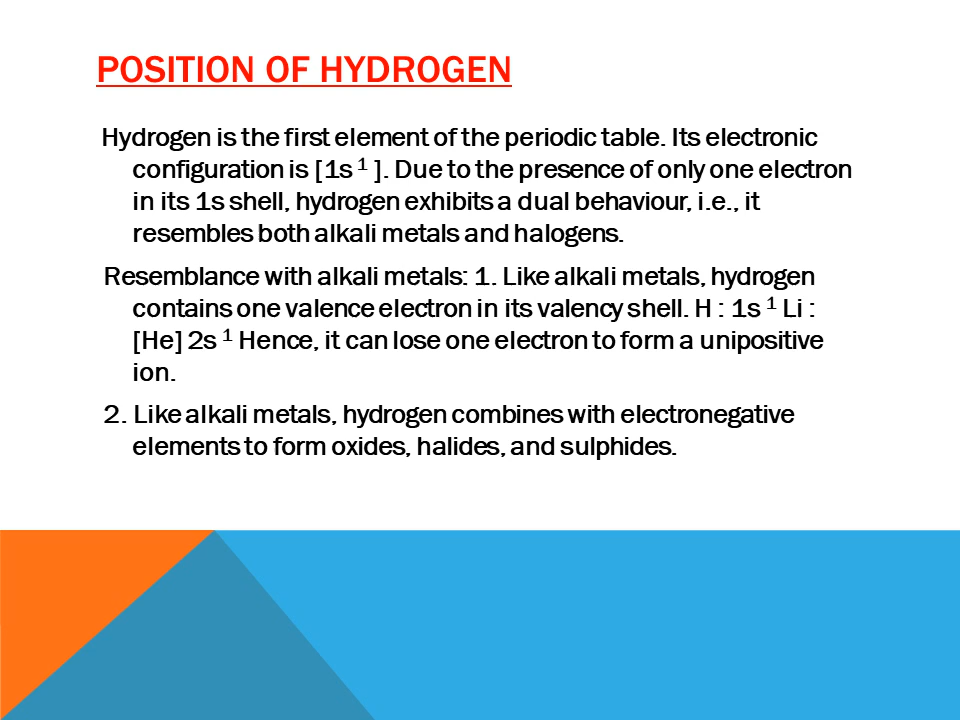 POSITION OF HYDROGEN
Hydrogen is the first element of the periodic table. Its electronic
configuration is [1s 1 ]. Due to the presence of only one electron
in its 1s shell, hydrogen exhibits a dual behaviour, i.e., it
resembles both alkali metals and halogens.
Resemblance with alkali metals: 1. Like alkali metals, hydrogen
contains one valence electron in its valency shell. H : 1s 1 Li :
[He] 2s 1 Hence, it can lose one electron to form a unipositive
ion.
2. Like alkali metals, hydrogen combines with electronegative
elements to form oxides, halides, and sulphides.